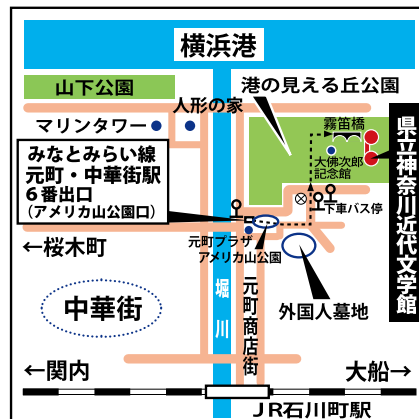 横浜港
山下公園
港の見える丘公園
人形の家
マリンタワー
霧笛橋
大佛次郎
記念館
県立神奈川近代文学館
みなとみらい線
元町・中華街駅
6番出口
（アメリカ山公園口）
下車バス停
←桜木町
元町プラザ
アメリカ山公園
中華街
堀川
元町商店街
外国人墓地
←関内
大船→
JR石川町駅